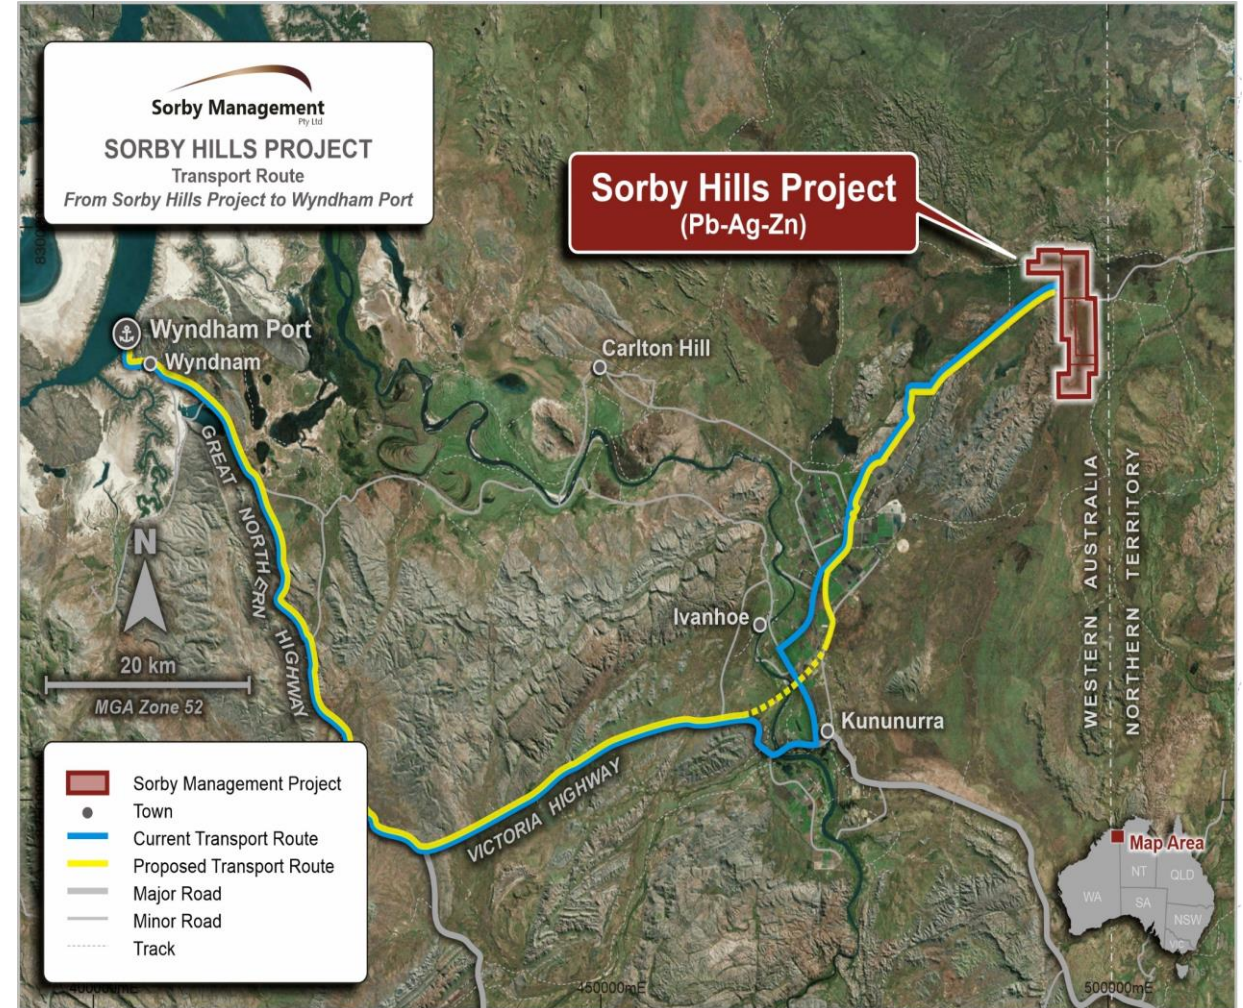 Sorby Management
Pty Ltd
SORBY HILLS PROJECT
Transport Route
From Sorby Hills Project to Wyndham Port
Sorby Hills Project
(Pb-Ag-Zn)
Wyndham Port
Wyndnam
Carlton Hill
GREAT NORTHERN HIGHWAY
Ivanhoe
Kununurra
VICTORIA HIGHWAY
WESTERN AUSTRALIA
NORTHERN TERRITORY
N
20 km
MGA Zone 52
Sorby Management Project
Town
Current Transport Route
Proposed Transport Route
Major Road
Minor Road
Track
Map Area
WA
NT
QLD
SA
NSW
VIC
450000mE
500000mE